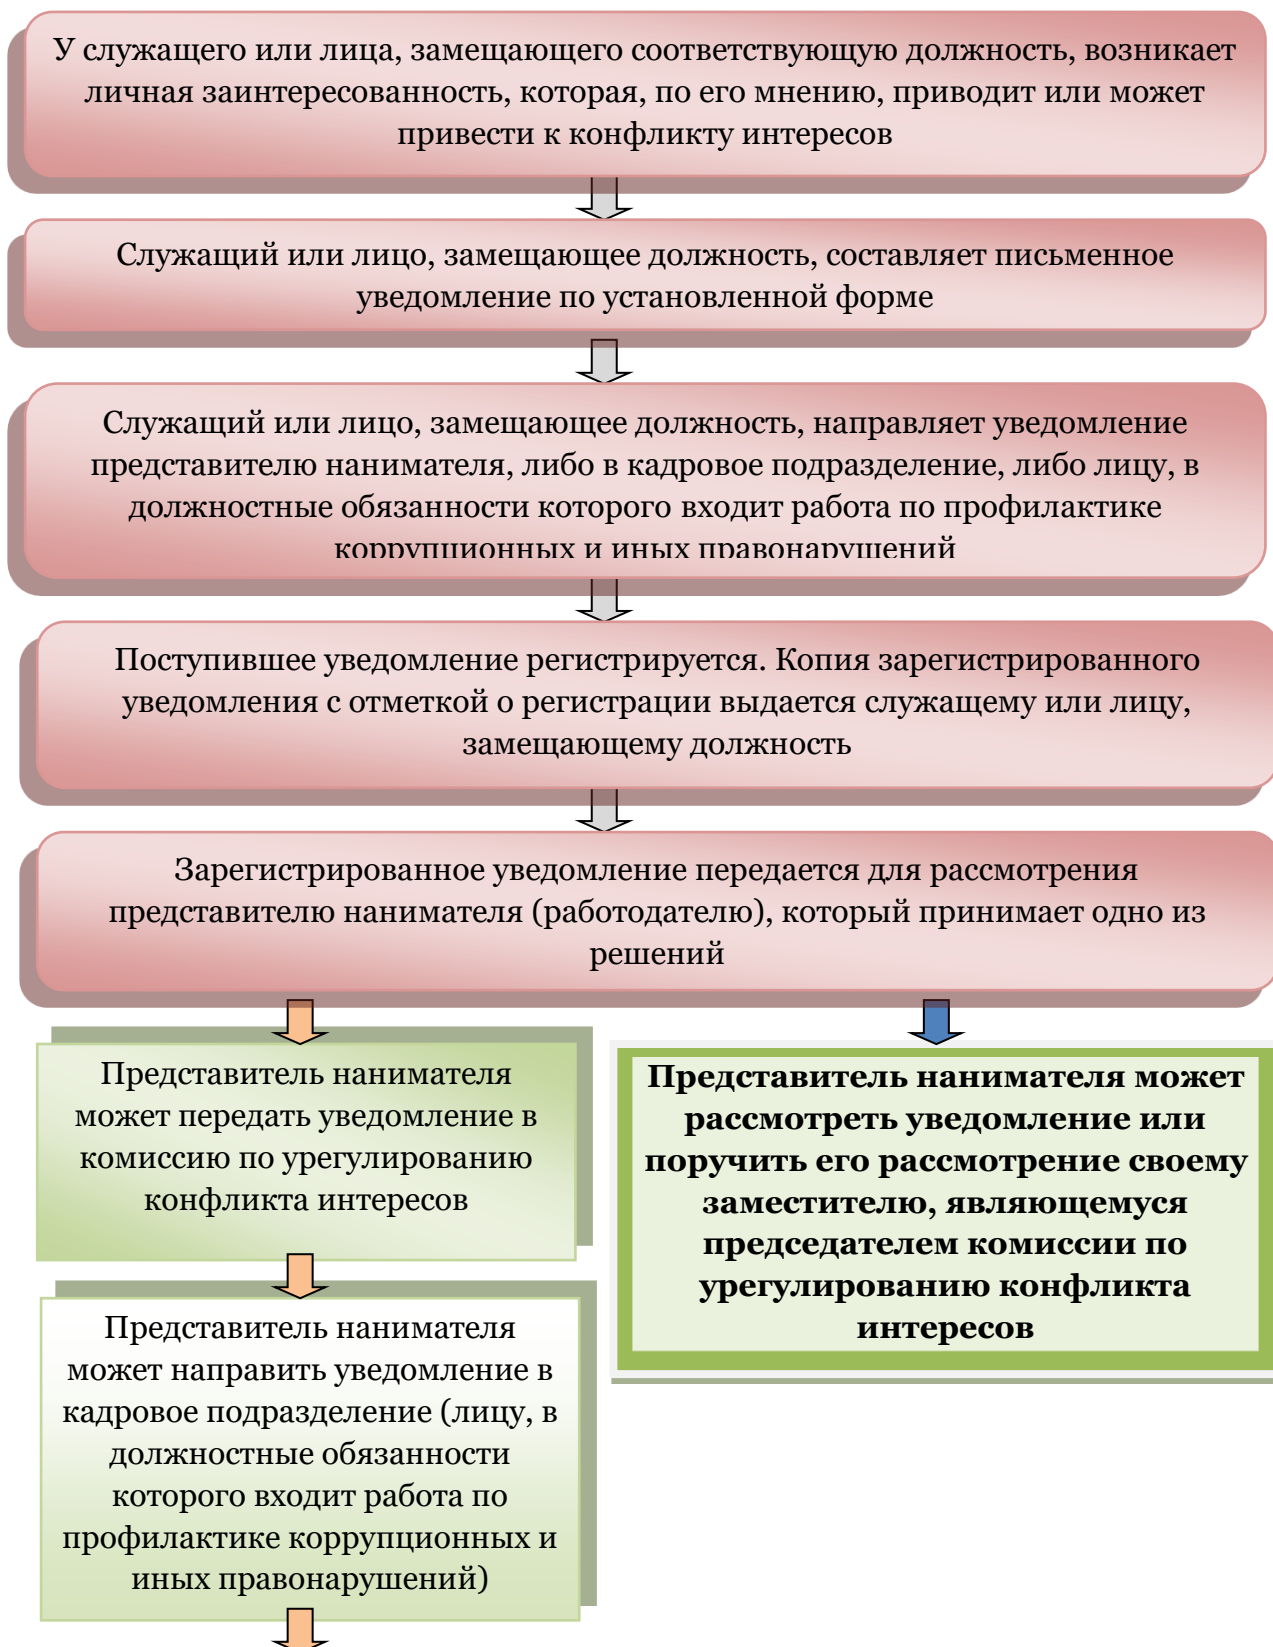 У служащего или лица, замещающего соответствующую должность, возникает
личная заинтересованность, которая, по его мнению, приводит или может
привести к конфликту интересов
Служащий или лицо, замещающее должность, составляет письменное
уведомление по установленной форме
Служащий или лицо, замещающее должность, направляет уведомление
представителю нанимателя, либо в кадровое подразделение, либо лицу, в
должностные обязанности которого входит работа по профилактике
коррупционных и иных правонарушений
Поступившее уведомление регистрируется. Копия зарегистрированного
уведомления с отметкой о регистрации выдается служащему или лицу,
замещающему должность
Зарегистрированное уведомление передается для рассмотрения
представителю нанимателя (работодателю), который принимает одно из
решений
Представитель нанимателя
может передать уведомление в
комиссию по урегулированию
конфликта интересов
Представитель нанимателя может
рассмотреть уведомление или
поручить его рассмотрение своему
заместителю, являющемуся
председателем комиссии по
урегулированию конфликта
интересов
Представитель нанимателя
может направить уведомление в
кадровое подразделение (лицу, в
должностные обязанности
которого входит работа по
профилактике коррупционных и
иных правонарушений)